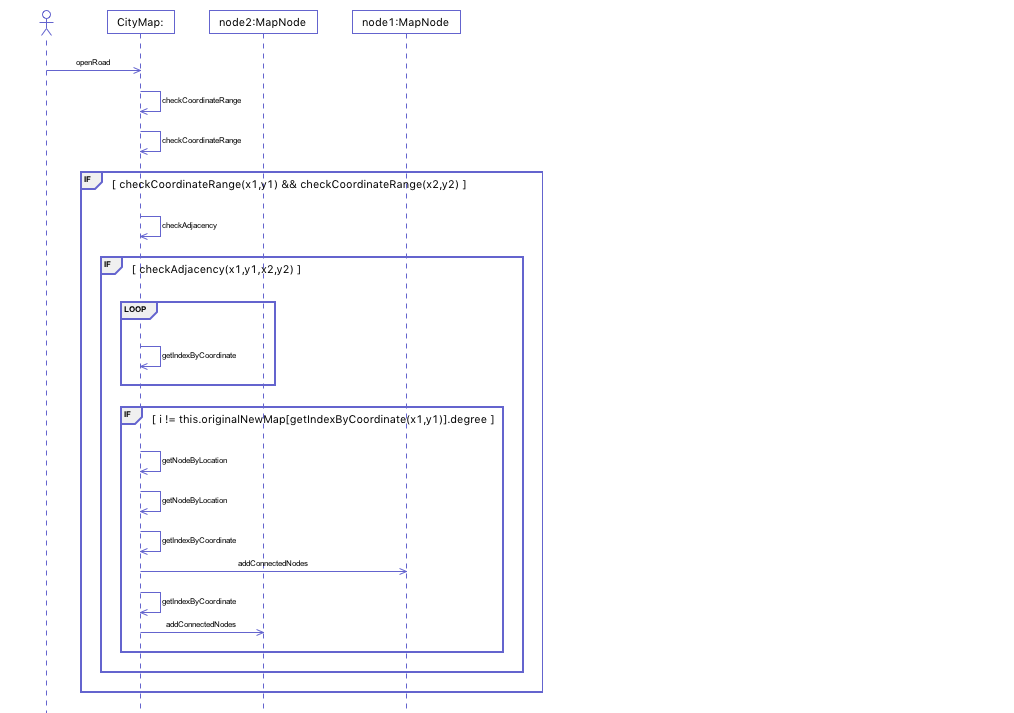 CityMap:
node2:MapNode
node1:MapNode
openRoad
checkCoordinateRange
checkCoordinateRange
IF
[ checkCoordinateRange(x1,y1) && checkCoordinateRange(x2,y2) ]
checkAdjacency
IF
[ checkAdjacency(x1,y1,x2,y2) ]
LOOP
getIndexByCoordinate
IF
[ i != this.originalNewMap[getIndexByCoordinate(x1,y1)].degree ]
getNodeByLocation
getNodeByLocation
getIndexByCoordinate
addConnectedNodes
getIndexByCoordinate
addConnectedNodes